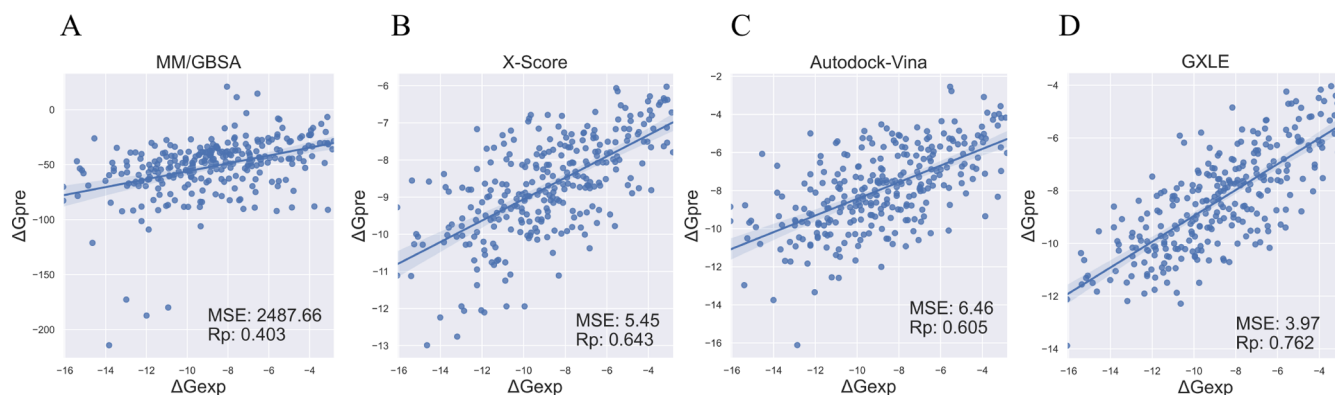 A
MM/GBSA
ΔGpre
0
−50
−100
−150
−200
MSE: 2487.66
Rp: 0.403
−16 −14 −12 −10 −8 −6 −4
ΔGexp
B
X-Score
ΔGpre
−6
−7
−8
−9
−10
−11
−12
−13
MSE: 5.45
Rp: 0.643
−16 −14 −12 −10 −8 −6 −4
ΔGexp
C
Autodock-Vina
ΔGpre
−2
−4
−6
−8
−10
−12
−14
−16
MSE: 6.46
Rp: 0.605
−16 −14 −12 −10 −8 −6 −4
ΔGexp
D
GXLE
ΔGpre
−4
−6
−8
−10
−12
−14
MSE: 3.97
Rp: 0.762
−16 −14 −12 −10 −8 −6 −4
ΔGexp